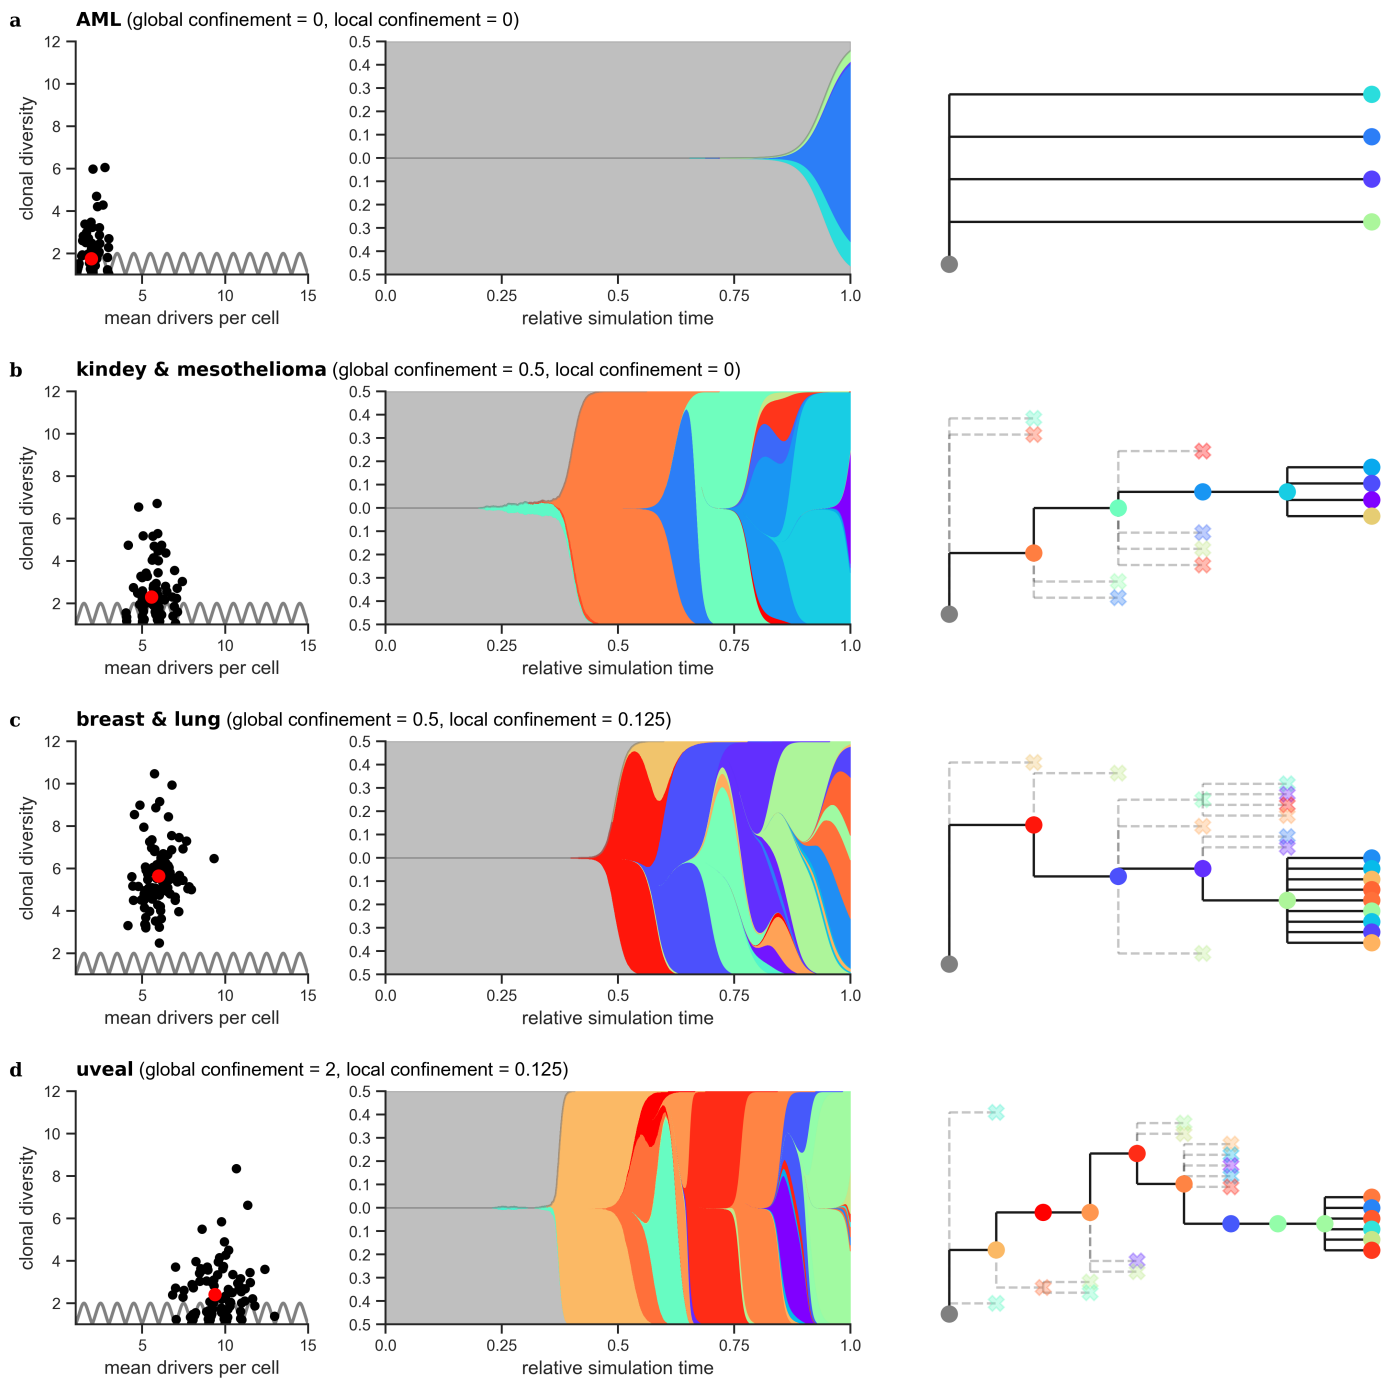 a AML (global confinement = 0, local confinement = 0)
12
10
8
6
4
2
clonal diversity
5 10 15
mean drivers per cell
0.5
0.4
0.3
0.2
0.1
0.0
0.1
0.2
0.3
0.4
0.5
0.0 0.25 0.5 0.75 1.0
relative simulation time
b kindey & mesothelioma (global confinement = 0.5, local confinement = 0)
12
10
8
6
4
2
clonal diversity
5 10 15
mean drivers per cell
0.5
0.4
0.3
0.2
0.1
0.0
0.1
0.2
0.3
0.4
0.5
0.0 0.25 0.5 0.75 1.0
relative simulation time
c breast & lung (global confinement = 0.5, local confinement = 0.125)
12
10
8
6
4
2
clonal diversity
5 10 15
mean drivers per cell
0.5
0.4
0.3
0.2
0.1
0.0
0.1
0.2
0.3
0.4
0.5
0.0 0.25 0.5 0.75 1.0
relative simulation time
d uveal (global confinement = 2, local confinement = 0.125)
12
10
8
6
4
2
clonal diversity
5 10 15
mean drivers per cell
0.5
0.4
0.3
0.2
0.1
0.0
0.1
0.2
0.3
0.4
0.5
0.0 0.25 0.5 0.75 1.0
relative simulation time